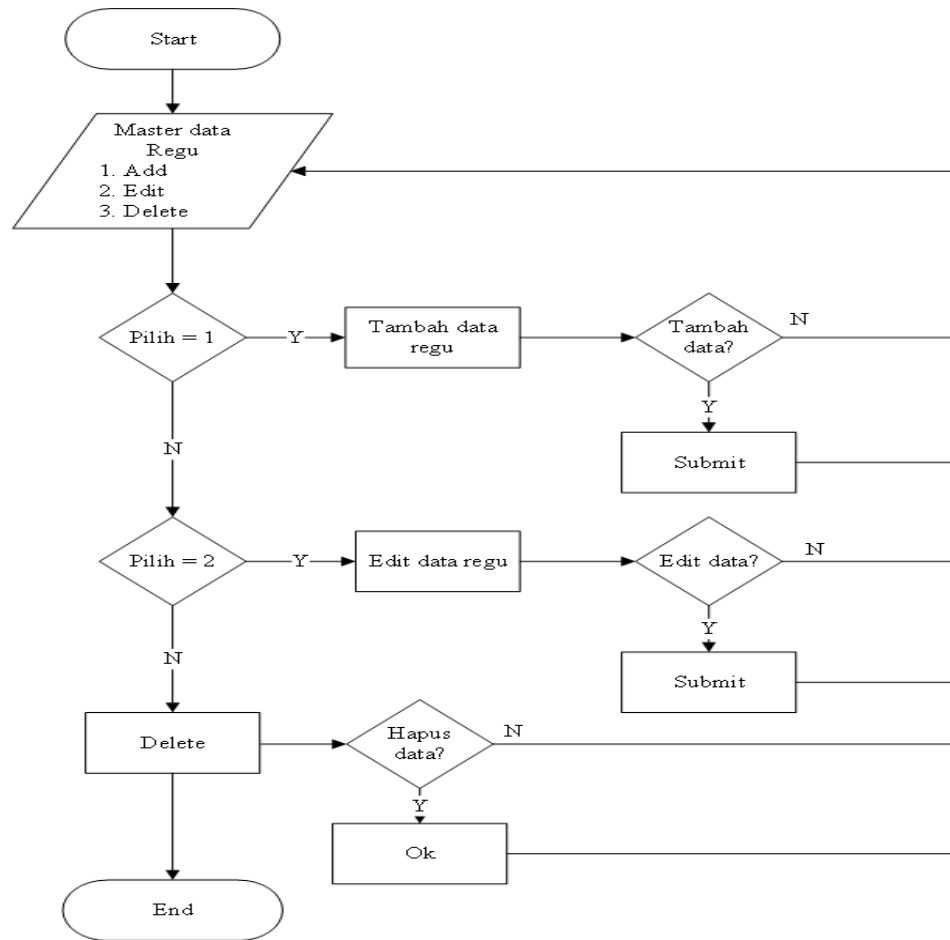 Start
Master data
Regu
1. Add
2. Edit
3. Delete
Pilih = 1
Y
Tambah data
regu
Tambah
data?
N
Y
Submit
N
Pilih = 2
Y
Edit data regu
Edit data?
N
Y
Submit
N
Delete
Hapus
data?
N
Y
Ok
End